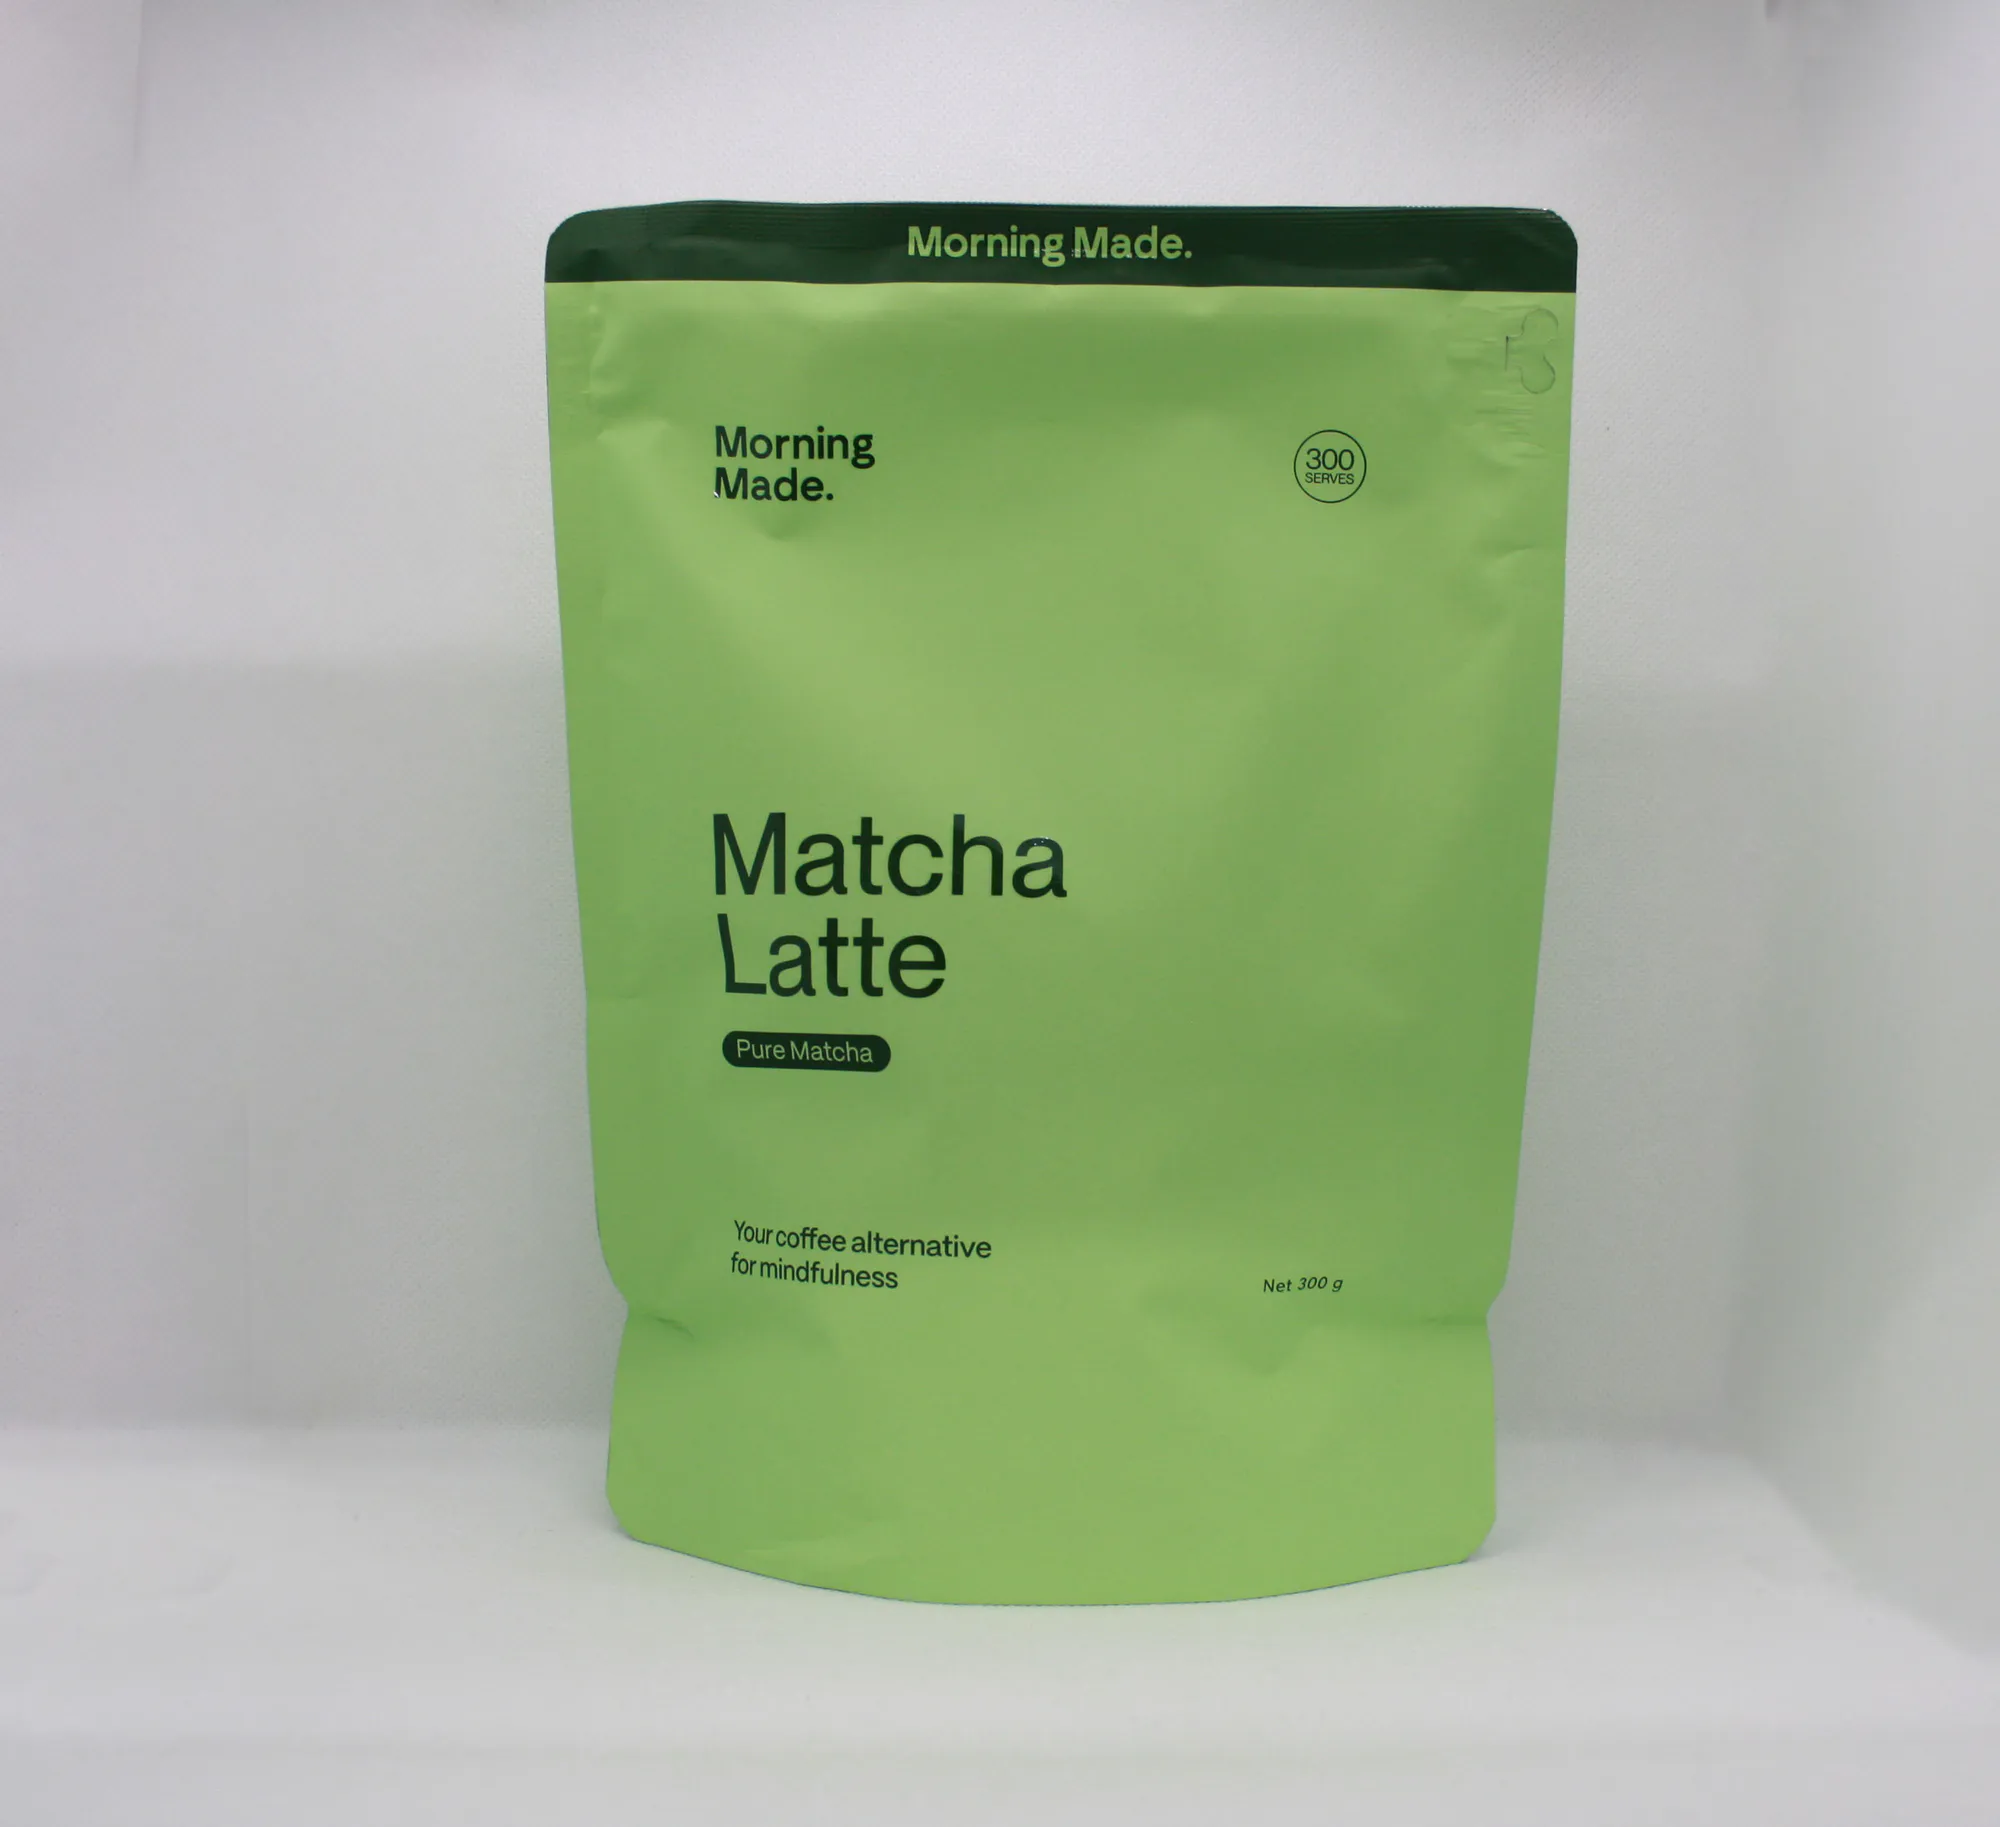 Morning Made.
Morning
Made.
300
SERVES
Matcha
Latte
Pure Matcha
Your coffee alternative
for mindfulness
Net 300 g